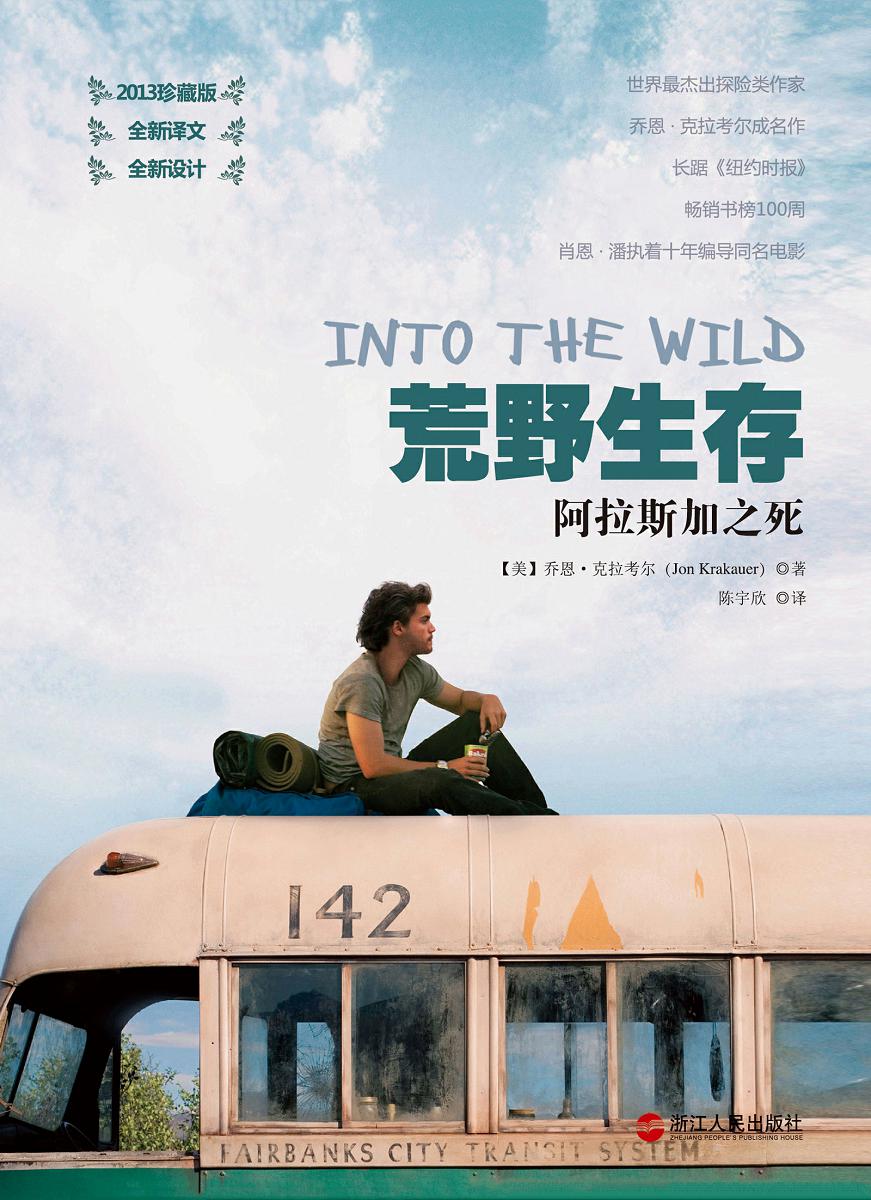 2013珍藏版
全新译文
全新设计
世界最杰出探险类作家
乔恩·克拉考尔成名作
长踞《纽约时报》
畅销书榜100周
肖恩·潘执着十年编导同名电影
INTO THE WILD
荒野生存
阿拉斯加之死
【美】乔恩·克拉考尔（Jon Krakauer）◎著
陈宇欣 ◎译
142
FAIRBANKS CITY TRANSIT SYSTEM
浙江人民出版社
ZHEJIANG PEOPLE'S PUBLISHING HOUSE